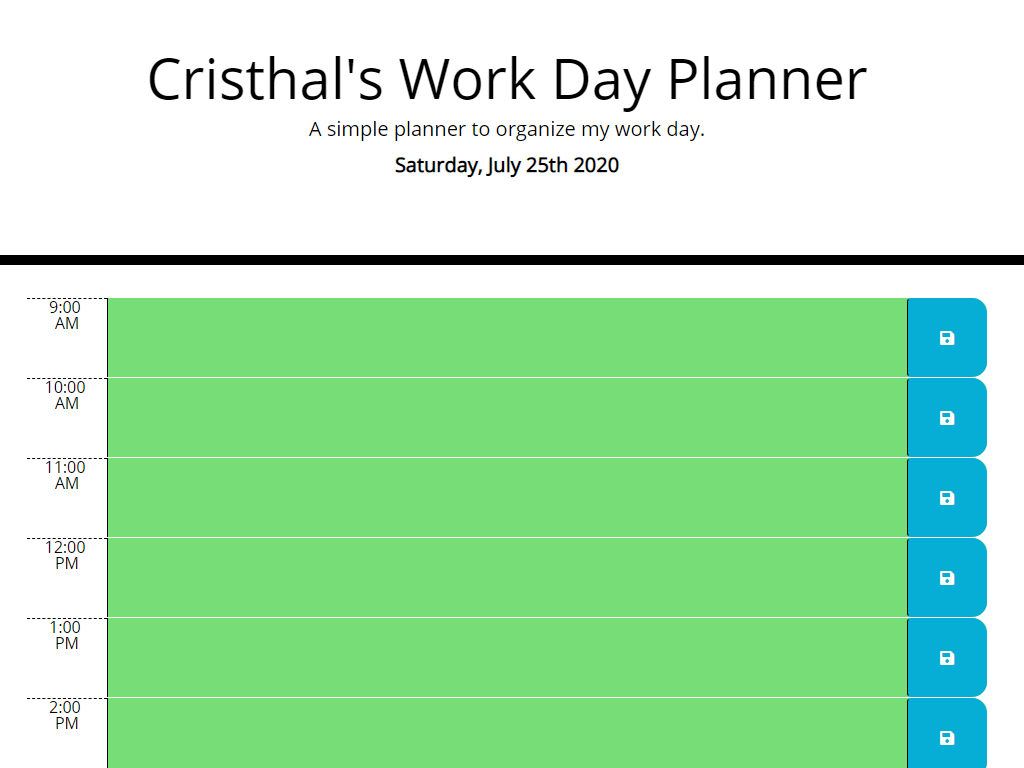 Cristhal's Work Day Planner
A simple planner to organize my work day.
Saturday, July 25th 2020
9:00
AM
10:00
AM
11:00
AM
12:00
PM
1:00
PM
2:00
PM